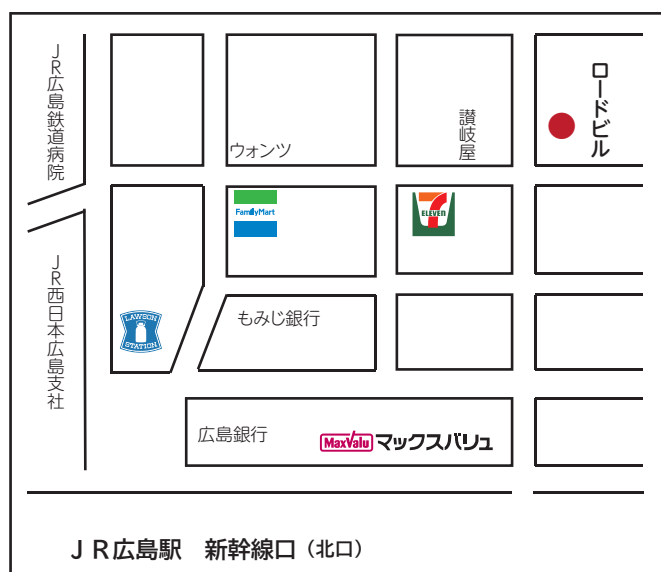 JR広島鉄道病院
ウォンツ
讃岐屋
ロードビル
FamilyMart
7
ELEVEN
JR西日本広島支社
LAWSON
STATION
もみじ銀行
広島銀行
MaxValu マックスバリュ
JR広島駅 新幹線口（北口）